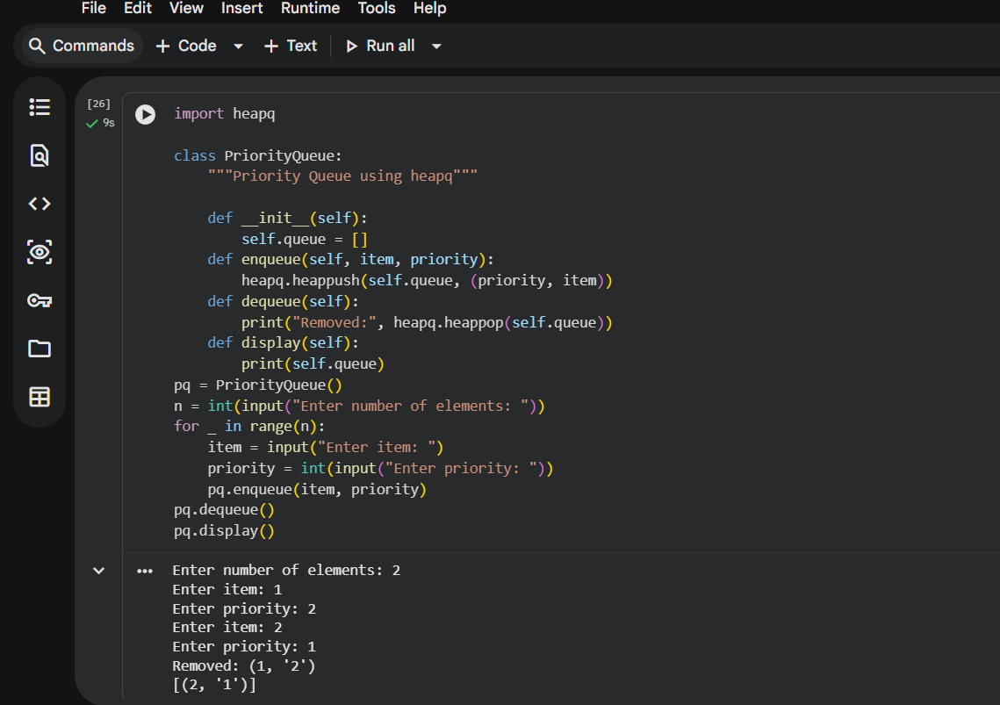 File Edit View Insert Runtime Tools Help
Commands + Code + Text Run all
[26]
9s
import heapq
class PriorityQueue:
    """Priority Queue using heapq"""
    def __init__(self):
        self.queue = []
    def enqueue(self, item, priority):
        heapq.heappush(self.queue, (priority, item))
    def dequeue(self):
        print("Removed:", heapq.heappop(self.queue))
    def display(self):
        print(self.queue)
pq = PriorityQueue()
n = int(input("Enter number of elements: "))
for _ in range(n):
    item = input("Enter item: ")
    priority = int(input("Enter priority: "))
    pq.enqueue(item, priority)
pq.dequeue()
pq.display()
Enter number of elements: 2
Enter item: 1
Enter priority: 2
Enter item: 2
Enter priority: 1
Removed: (1, '2')
[(2, '1')]